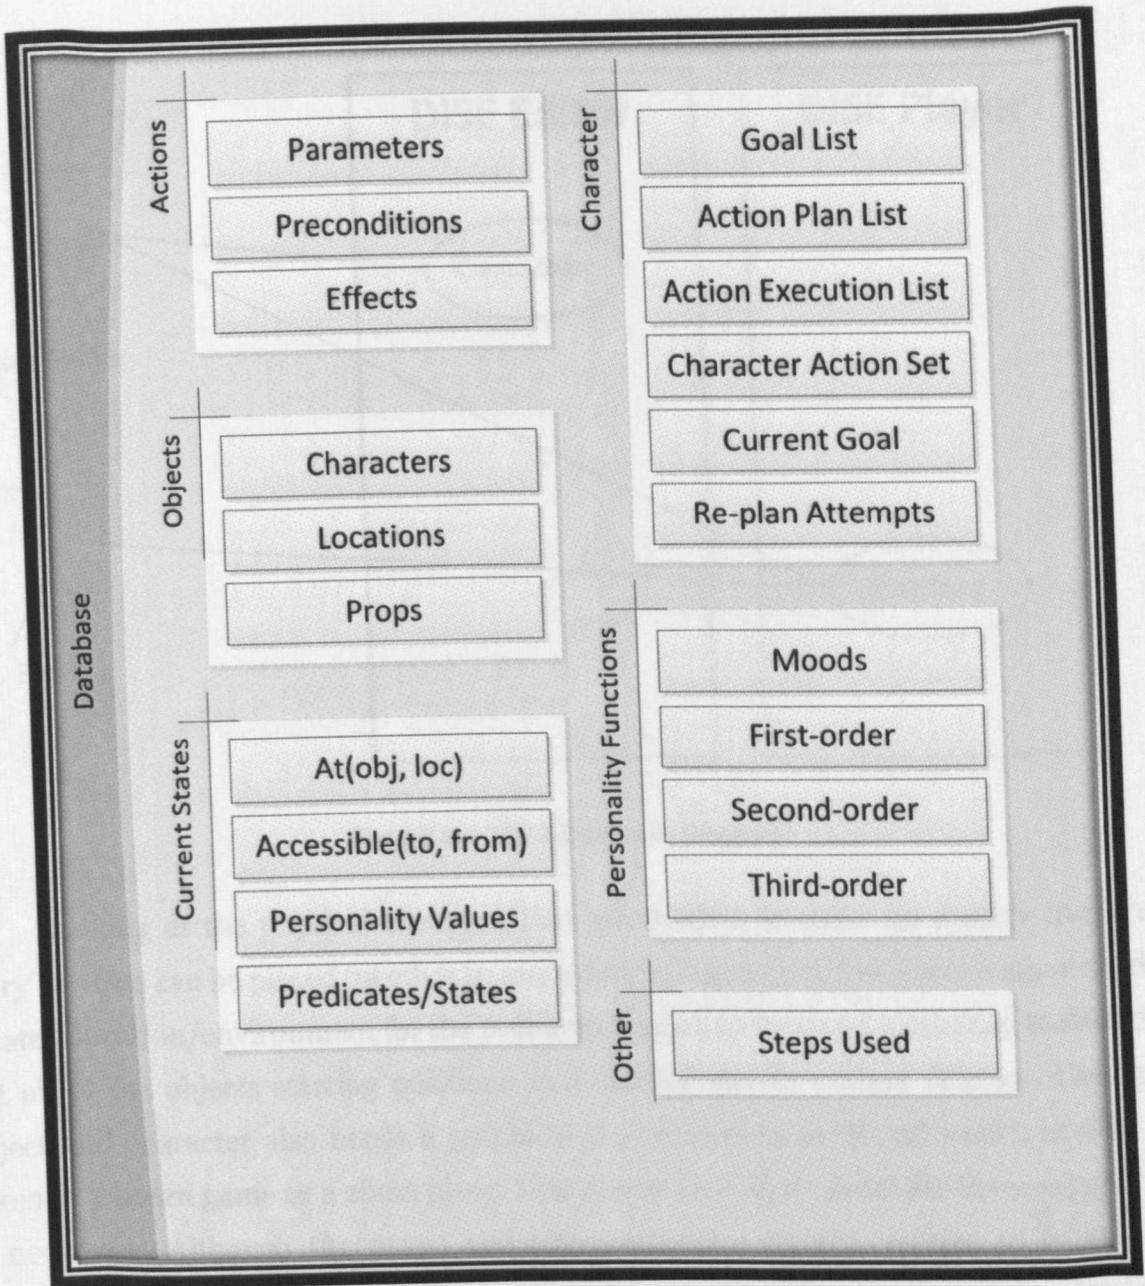 Database
Actions
Parameters
Preconditions
Effects
Objects
Characters
Locations
Props
Current States
At(obj, loc)
Accessible(to, from)
Personality Values
Predicates/States
Character
Goal List
Action Plan List
Action Execution List
Character Action Set
Current Goal
Re-plan Attempts
Personality Functions
Moods
First-order
Second-order
Third-order
Other
Steps Used